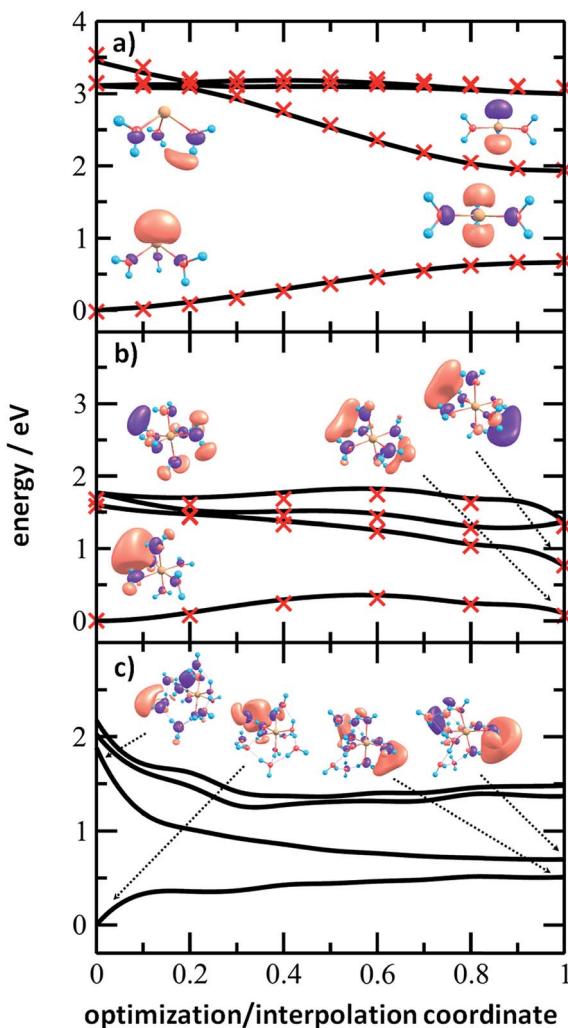 4
a)
3
2
1
0
b)
3
2
1
0
energy / eV
c)
2
1
0
0 0.2 0.4 0.6 0.8 1
optimization/interpolation coordinate